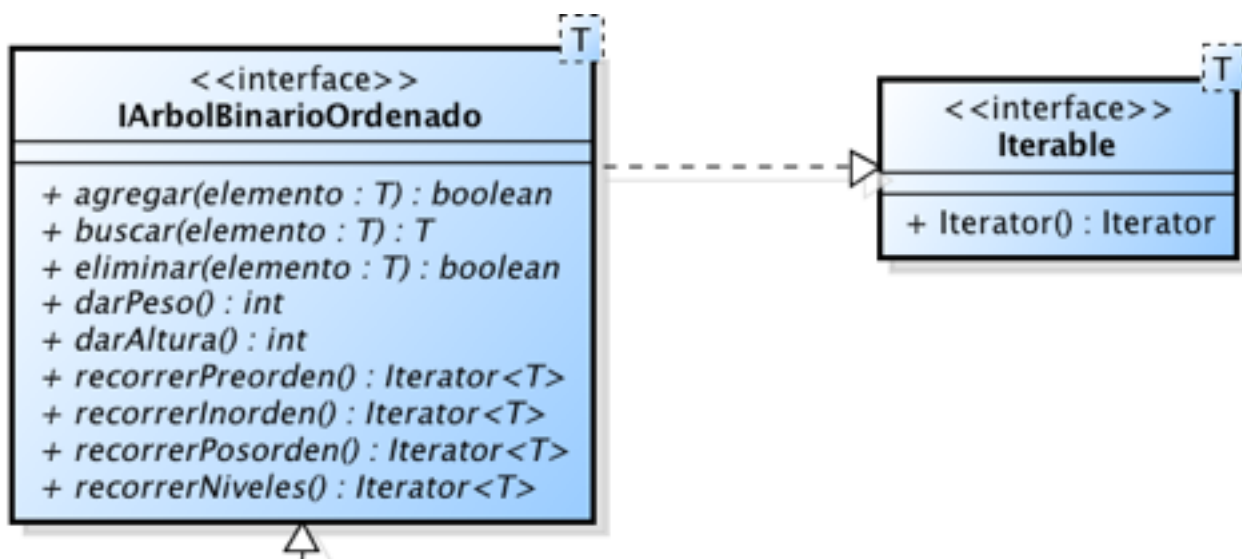 T
<<interface>>
IArbolBinarioOrdenado
+ agregar(elemento : T) : boolean
+ buscar(elemento : T) : T
+ eliminar(elemento : T) : boolean
+ darPeso() : int
+ darAltura() : int
+ recorrerPreorden() : Iterator<T>
+ recorrerInorden() : Iterator<T>
+ recorrerPosorden() : Iterator<T>
+ recorrerNiveles() : Iterator<T>
T
<<interface>>
Iterable
+ Iterator() : Iterator